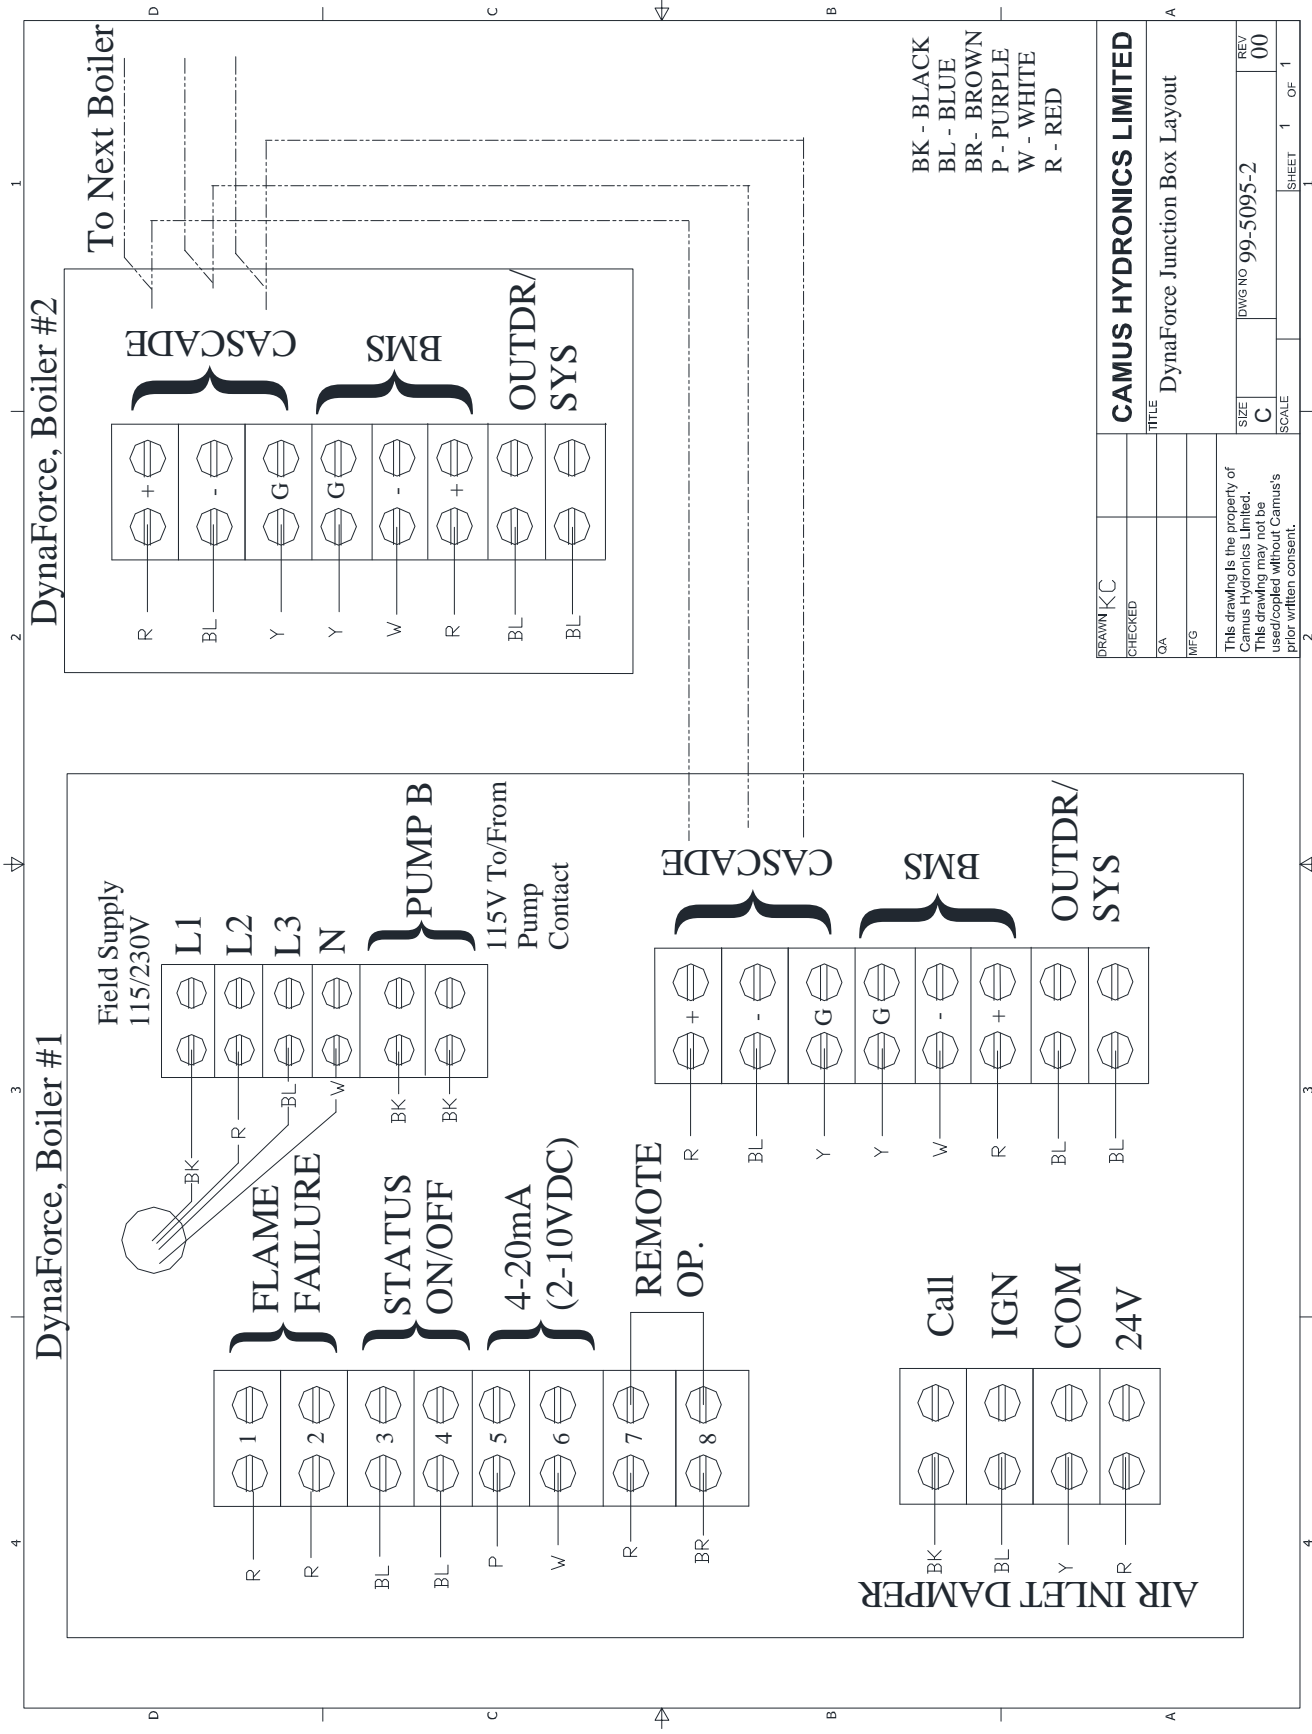 4
3
2
1
D
C
B
A
DynaForce, Boiler #1
Field Supply
115/230V
L1
L2
L3
N
BK
R
BL
W
BK
BK
PUMP B
115V To/From
Pump
Contact
FLAME
FAILURE
STATUS
ON/OFF
4-20mA
(2-10VDC)
REMOTE
OP.
R 1
R 2
BL 3
BL 4
P 5
W 6
R 7
BR 8
AIR INLET DAMPER
BK Call
BL IGN
Y COM
R 24V
R +
BL -
Y G
Y G
W -
R +
BL
BL
CASCADE
BMS
OUTDR/
SYS
DynaForce, Boiler #2
To Next Boiler
R +
BL -
Y G
Y G
W -
R +
BL
BL
CASCADE
BMS
OUTDR/
SYS
BK - BLACK
BL - BLUE
BR - BROWN
P - PURPLE
W - WHITE
R - RED
DRAWN KC
CHECKED
QA
MFG
This drawing is the property of
Camus Hydronics Limited.
This drawing may not be
used/copied without Camus's
prior written consent.
CAMUS HYDRONICS LIMITED
TITLE
DynaForce Junction Box Layout
SIZE
C
DWG NO 99-5095-2
REV
00
SCALE
SHEET 1 OF 1
D
C
B
A
4
3
2
1